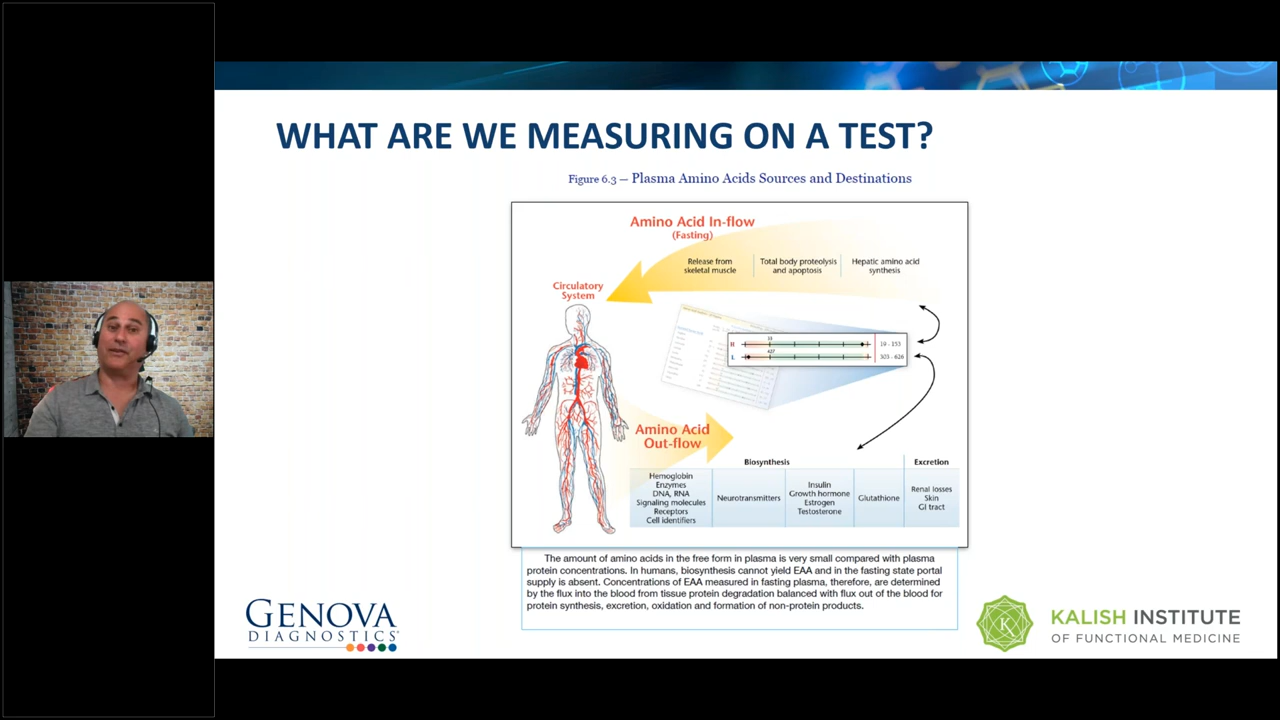 WHAT ARE WE MEASURING ON A TEST?
Figure 6.3 — Plasma Amino Acids Sources and Destinations
Amino Acid In-flow
(Fasting)
Release from
skeletal muscle
Total body proteolysis
and apoptosis
Hepatic amino acid
synthesis
Circulatory
System
33
H
19 - 153
427
L
303 - 626
Amino Acid
Out-flow
Biosynthesis
Excretion
Hemoglobin
Enzymes
DNA, RNA
Signaling molecules
Receptors
Cell identifiers
Neurotransmitters
Insulin
Growth hormone
Estrogen
Testosterone
Glutathione
Renal losses
Skin
GI tract
The amount of amino acids in the free form in plasma is very small compared with plasma
protein concentrations. In humans, biosynthesis cannot yield EAA and in the fasting state portal
supply is absent. Concentrations of EAA measured in fasting plasma, therefore, are determined
by the flux into the blood from tissue protein degradation balanced with flux out of the blood for
protein synthesis, excretion, oxidation and formation of non-protein products.
GENOVA
DIAGNOSTICS
K
KALISH INSTITUTE
OF FUNCTIONAL MEDICINE